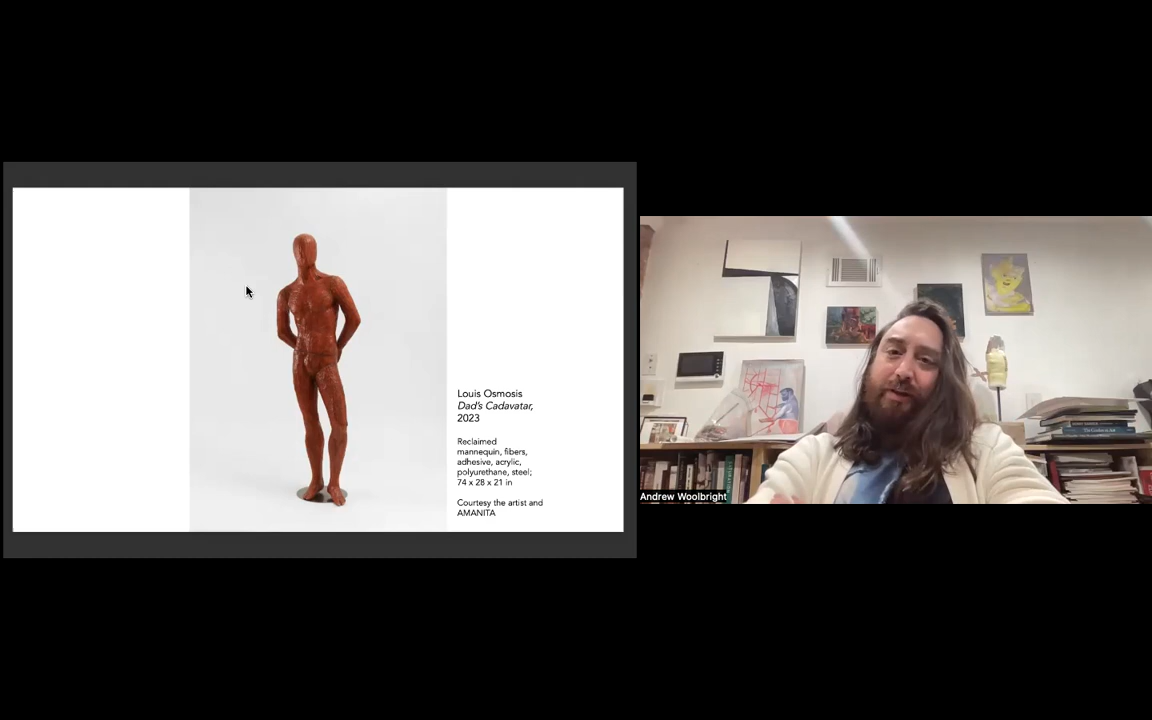 Louis Osmosis
Dad's Cadavatar,
2023
Reclaimed
mannequin, fibers,
adhesive, acrylic,
polyurethane, steel;
74 x 28 x 21 in
Courtesy the artist and
AMANITA
Andrew Woolbright